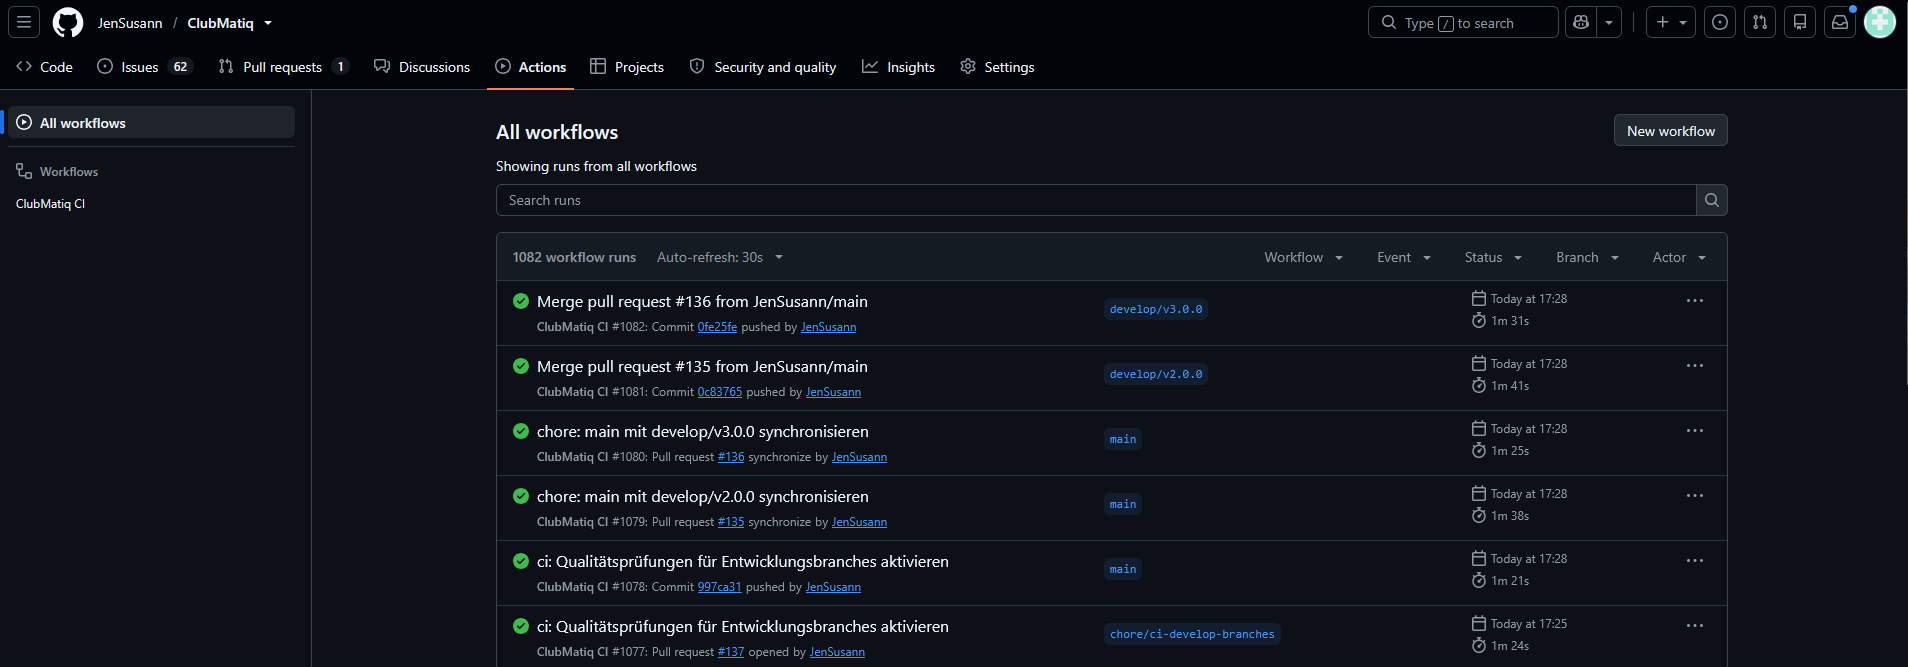 JenSusann / ClubMatiq
Type / to search
Code
Issues 62
Pull requests 1
Discussions
Actions
Projects
Security and quality
Insights
Settings
All workflows
Workflows
ClubMatiq CI
All workflows
New workflow
Showing runs from all workflows
Search runs
1082 workflow runs Auto-refresh: 30s Workflow Event Status Branch Actor
Merge pull request #136 from JenSusann/main
ClubMatiq CI #1082: Commit 0fe25fe pushed by JenSusann
develop/v3.0.0
Today at 17:28
1m 31s
Merge pull request #135 from JenSusann/main
ClubMatiq CI #1081: Commit 0c83765 pushed by JenSusann
develop/v2.0.0
Today at 17:28
1m 41s
chore: main mit develop/v3.0.0 synchronisieren
ClubMatiq CI #1080: Pull request #136 synchronize by JenSusann
main
Today at 17:28
1m 25s
chore: main mit develop/v2.0.0 synchronisieren
ClubMatiq CI #1079: Pull request #135 synchronize by JenSusann
main
Today at 17:28
1m 38s
ci: Qualitätsprüfungen für Entwicklungsbranches aktivieren
ClubMatiq CI #1078: Commit 997ca31 pushed by JenSusann
main
Today at 17:28
1m 21s
ci: Qualitätsprüfungen für Entwicklungsbranches aktivieren
ClubMatiq CI #1077: Pull request #137 opened by JenSusann
chore/ci-develop-branches
Today at 17:25
1m 24s